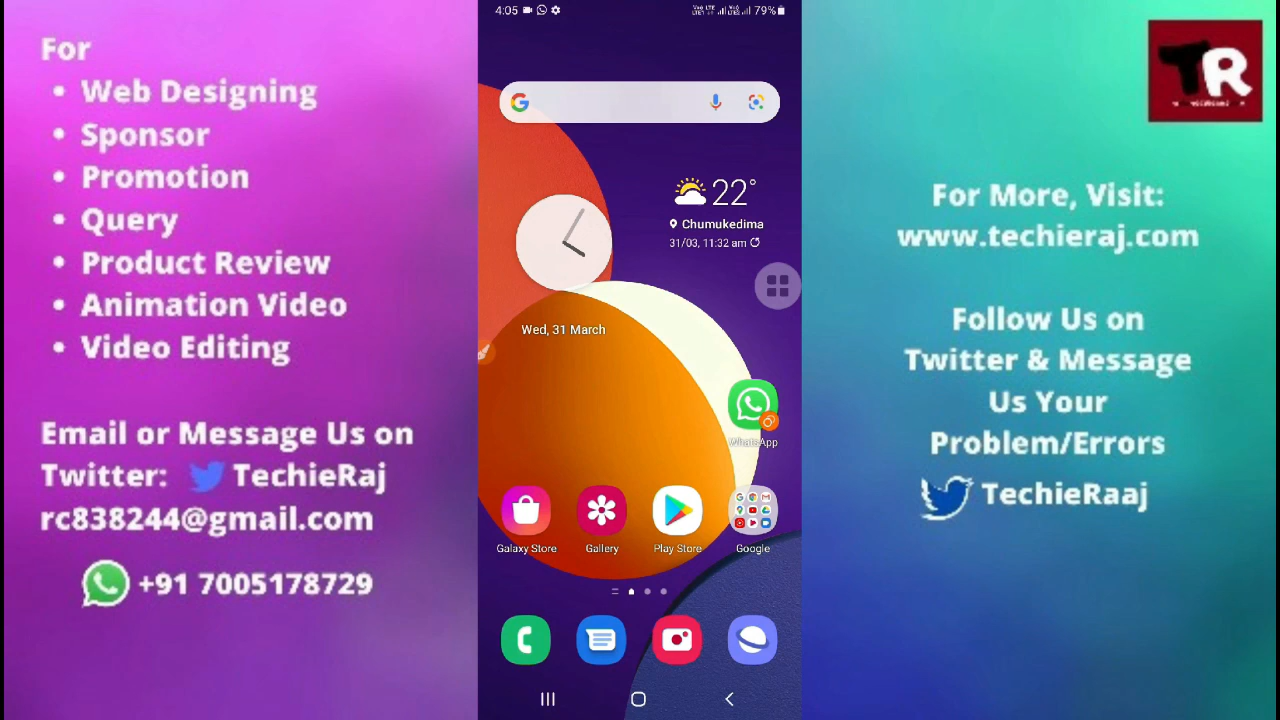 For
• Web Designing
• Sponsor
• Promotion
• Query
• Product Review
• Animation Video
• Video Editing
Email or Message Us on
Twitter: TechieRaj
rc838244@gmail.com
+91 7005178729
4:05
79%
22°
Chumukedima
31/03, 11:32 am
Wed, 31 March
WhatsApp
Galaxy Store
Gallery
Play Store
Google
TR
For More, Visit:
www.techieraj.com
Follow Us on
Twitter & Message
Us Your
Problem/Errors
TechieRaaj